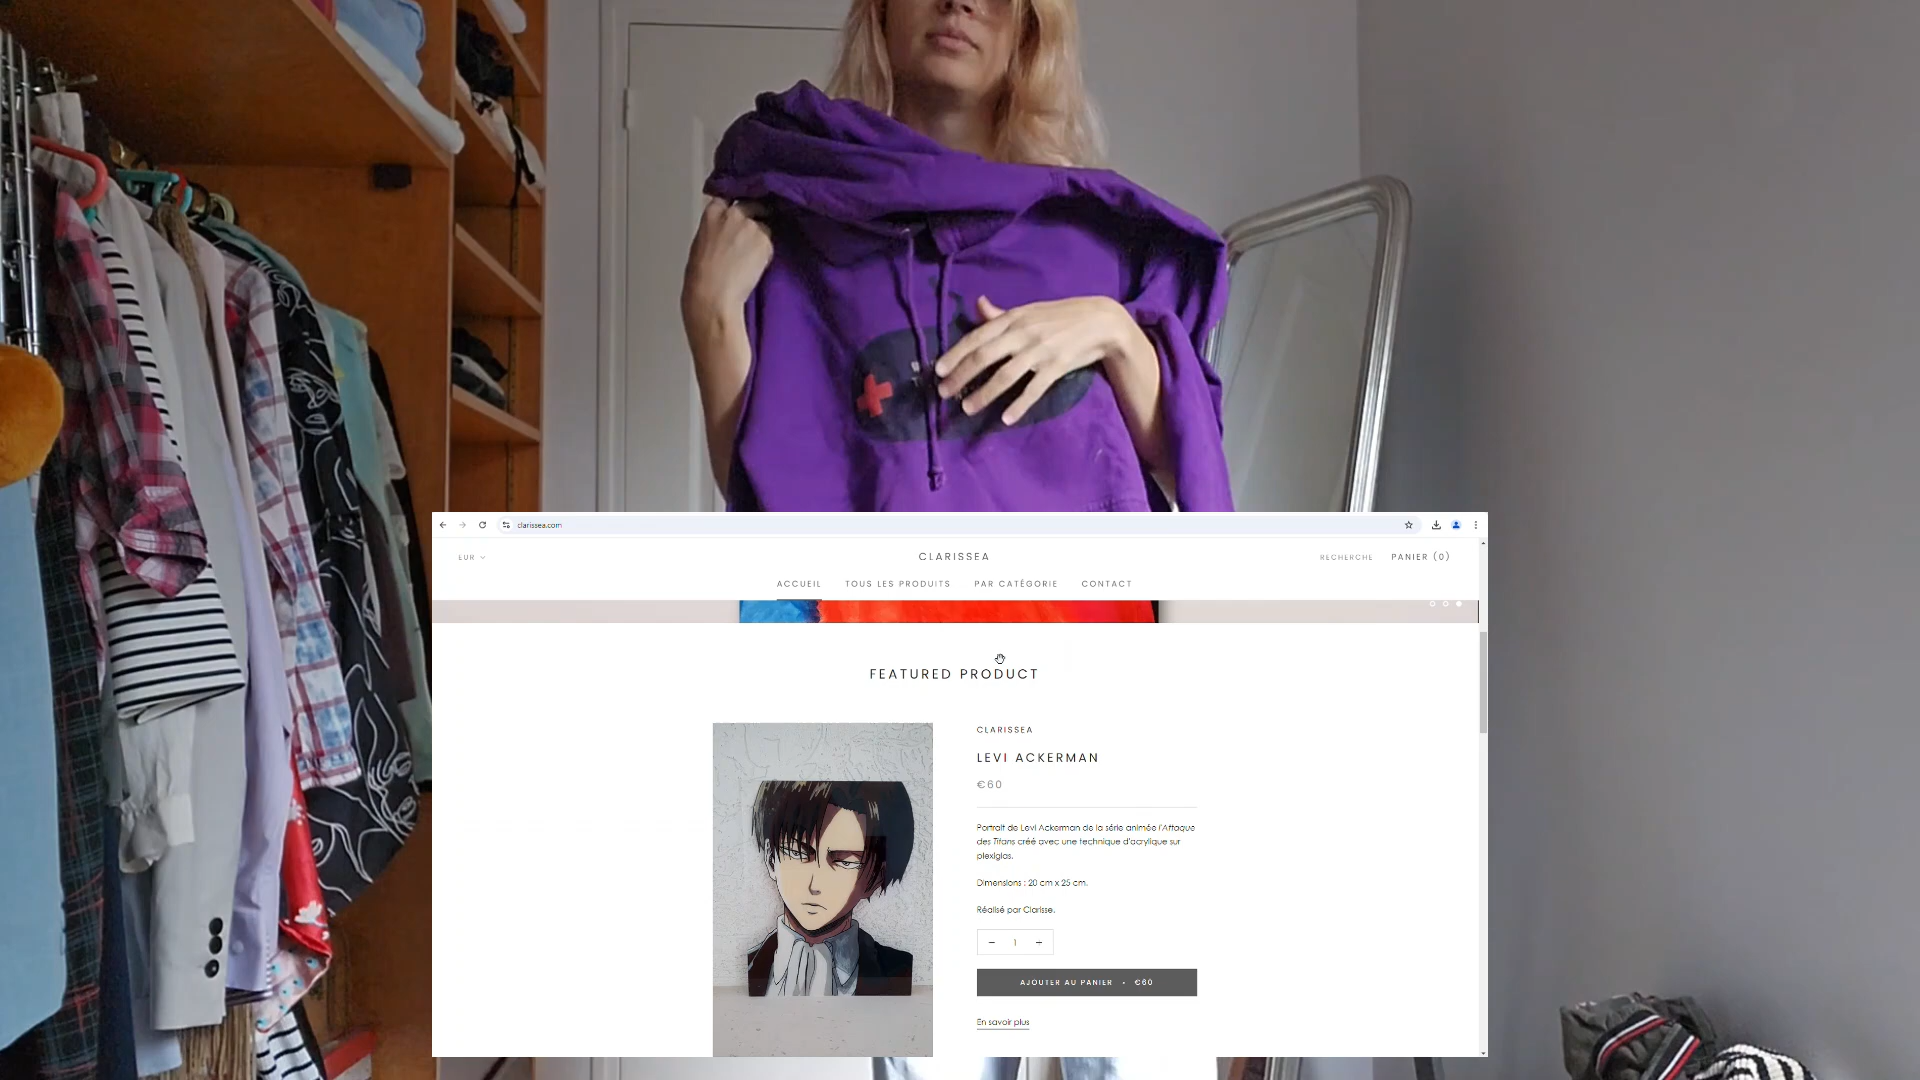 clarissea.com
EUR
CLARISSEA
RECHERCHE
PANIER (0)
ACCUEIL
TOUS LES PRODUITS
PAR CATÉGORIE
CONTACT
FEATURED PRODUCT
CLARISSEA
LEVI ACKERMAN
€60
Portrait de Levi Ackerman de la série animée l'Attaque
des Titans créé avec une technique d'acrylique sur
plexiglas.
Dimensions : 20 cm x 25 cm.
Réalisé par Clarisse.
− 1 +
AJOUTER AU PANIER • €60
En savoir plus